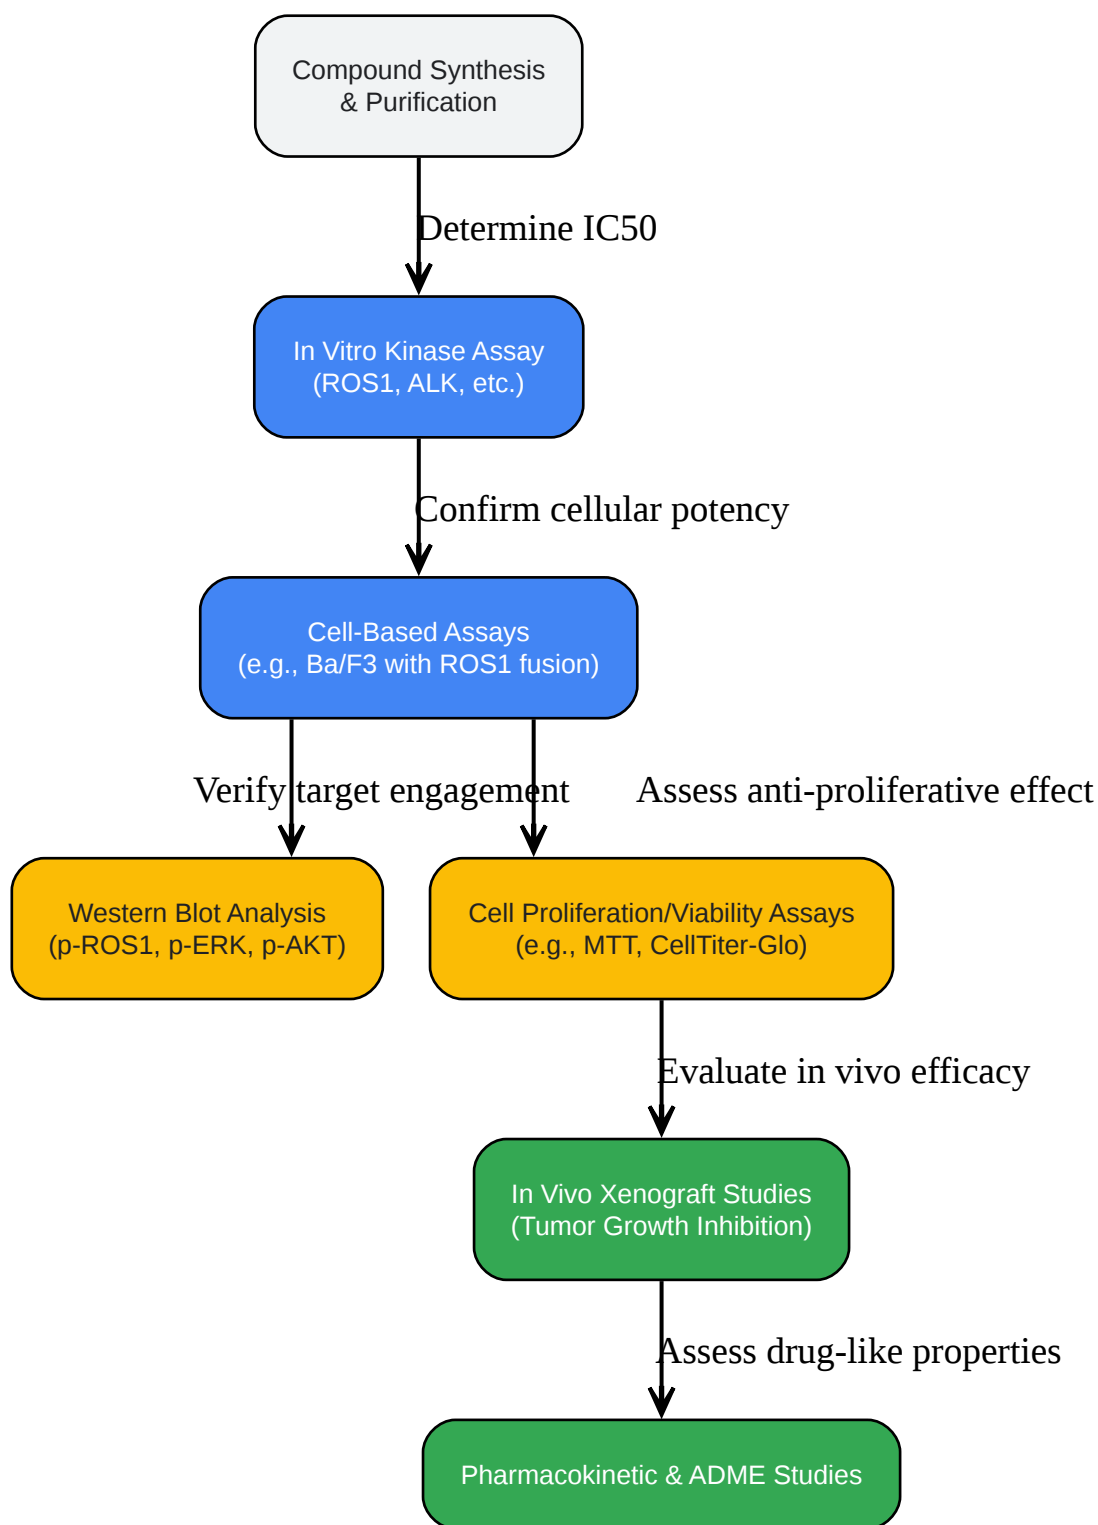 Compound Synthesis
& Purification
Determine IC50
In Vitro Kinase Assay
(ROS1, ALK, etc.)
Confirm cellular potency
Cell-Based Assays
(e.g., Ba/F3 with ROS1 fusion)
Verify target engagement
Assess anti-proliferative effect
Western Blot Analysis
(p-ROS1, p-ERK, p-AKT)
Cell Proliferation/Viability Assays
(e.g., MTT, CellTiter-Glo)
Evaluate in vivo efficacy
In Vivo Xenograft Studies
(Tumor Growth Inhibition)
Assess drug-like properties
Pharmacokinetic & ADME Studies